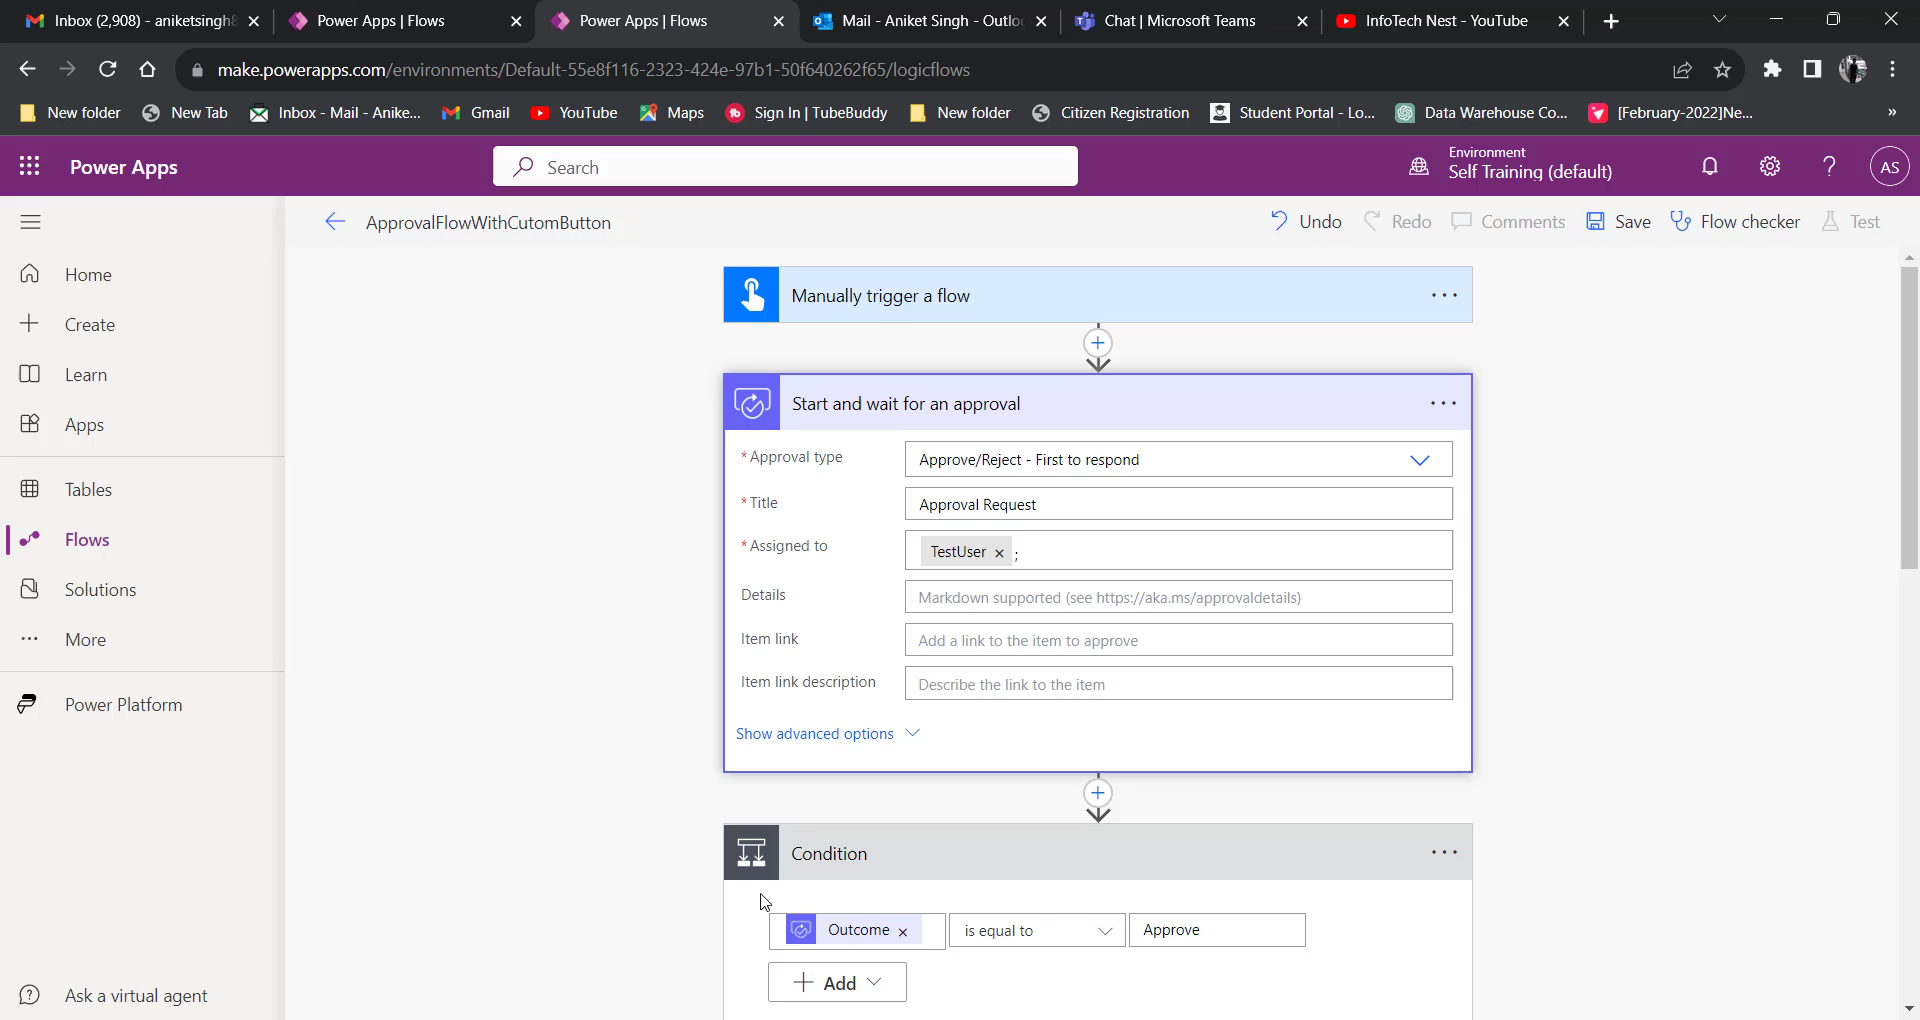 Inbox (2,908) - aniketsingh8
Power Apps | Flows
Power Apps | Flows
Mail - Aniket Singh - Outlo
Chat | Microsoft Teams
InfoTech Nest - YouTube
make.powerapps.com/environments/Default-55e8f116-2323-424e-97b1-50f640262f65/logicflows
New folder
New Tab
Inbox - Mail - Anike...
Gmail
YouTube
Maps
Sign In | TubeBuddy
New folder
Citizen Registration
Student Portal - Lo...
Data Warehouse Co...
[February-2022]Ne...
»
Power Apps
Search
Environment
Self Training (default)
AS
ApprovalFlowWithCutomButton
Undo
Redo
Comments
Save
Flow checker
Test
Home
Create
Learn
Apps
Tables
Flows
Solutions
More
Power Platform
Ask a virtual agent
Manually trigger a flow
Start and wait for an approval
* Approval type
Approve/Reject - First to respond
* Title
Approval Request
* Assigned to
TestUser × ;
Details
Markdown supported (see https://aka.ms/approvaldetails)
Item link
Add a link to the item to approve
Item link description
Describe the link to the item
Show advanced options
Condition
Outcome ×
is equal to
Approve
Add